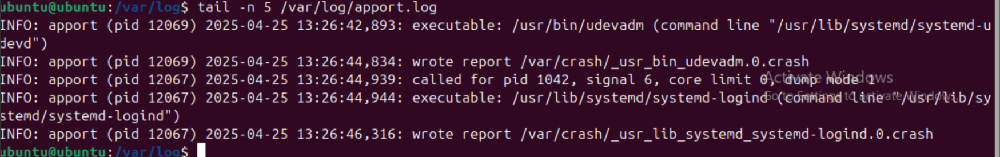 ubuntu@ubuntu:/var/log$ tail -n 5 /var/log/apport.log
INFO: apport (pid 12069) 2025-04-25 13:26:42,893: executable: /usr/bin/udevadm (command line "/usr/lib/systemd/systemd-u
devd")
INFO: apport (pid 12069) 2025-04-25 13:26:44,834: wrote report /var/crash/_usr_bin_udevadm.0.crash
INFO: apport (pid 12067) 2025-04-25 13:26:44,939: called for pid 1042, signal 6, core limit 0, dump mode 1
Activate Windows
INFO: apport (pid 12067) 2025-04-25 13:26:44,944: executable: /usr/lib/systemd/systemd-logind (command line "/usr/lib/sy
Go to Settings to activate Windows.
stemd/systemd-logind")
INFO: apport (pid 12067) 2025-04-25 13:26:46,316: wrote report /var/crash/_usr_lib_systemd_systemd-logind.0.crash
ubuntu@ubuntu:/var/log$